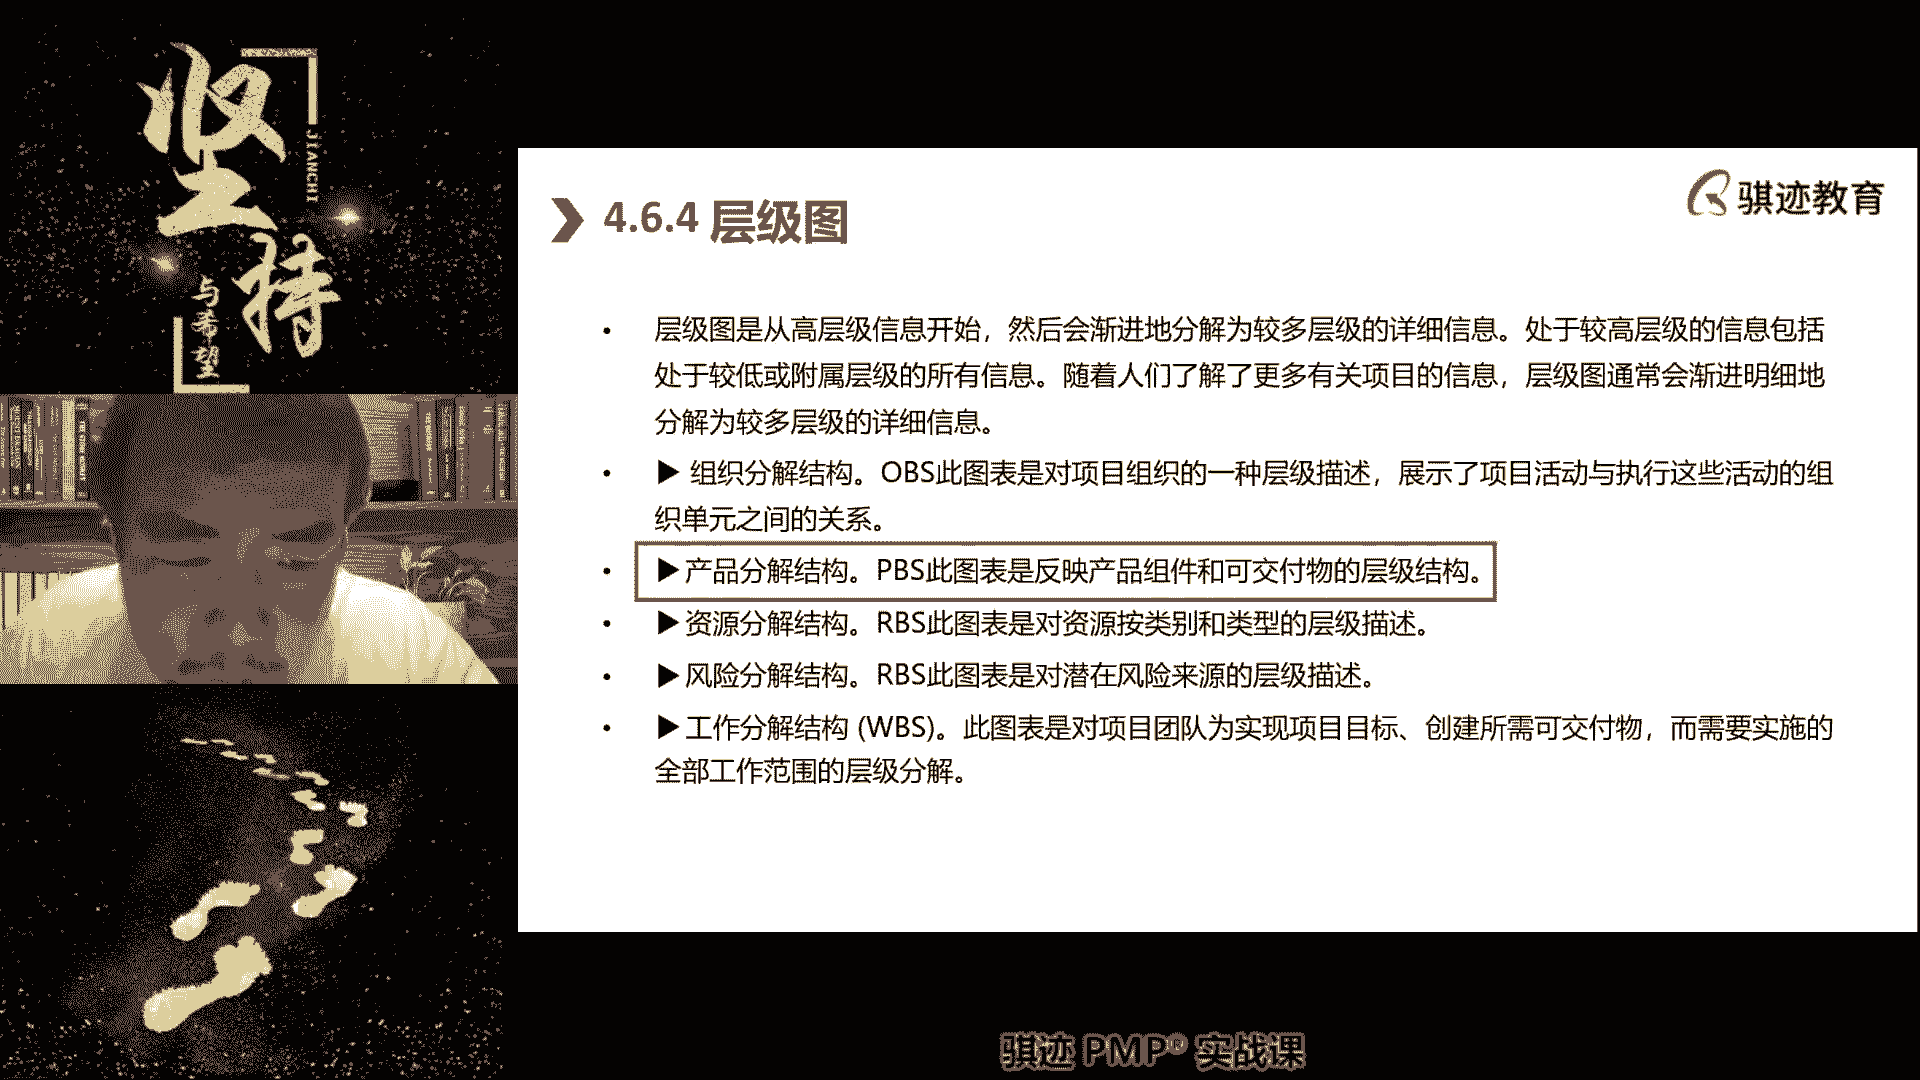 坚
持
JIANCHI
与
希
望
骐迹教育
4.6.4 层级图
• 层级图是从高层级信息开始，然后会渐进地分解为较多层级的详细信息。处于较高层级的信息包括
处于较低或附属层级的所有信息。随着人们了解了更多有关项目的信息，层级图通常会渐进明细地
分解为较多层级的详细信息。
• ▶ 组织分解结构。OBS此图表是对项目组织的一种层级描述，展示了项目活动与执行这些活动的组
织单元之间的关系。
• ▶产品分解结构。PBS此图表是反映产品组件和可交付物的层级结构。
• ▶资源分解结构。RBS此图表是对资源按类别和类型的层级描述。
• ▶风险分解结构。RBS此图表是对潜在风险来源的层级描述。
• ▶工作分解结构 (WBS)。此图表是对项目团队为实现项目目标、创建所需可交付物，而需要实施的
全部工作范围的层级分解。
骐迹 PMP® 实战课